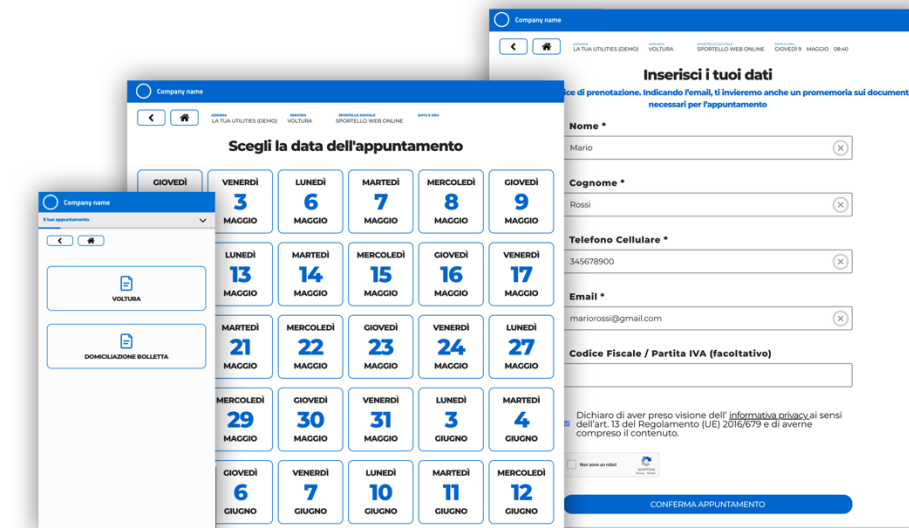 Company name
Il tuo appuntamento
VOLTURA
DOMICILIAZIONE BOLLETTA
Company name
AGENZIA SERVIZIO SPORTELLO DIGITALE DATA E ORA
LA TUA UTILITIES (DEMO) VOLTURA SPORTELLO WEB ONLINE
Scegli la data dell'appuntamento
GIOVEDÌ VENERDÌ LUNEDÌ MARTEDÌ MERCOLEDÌ GIOVEDÌ
3 6 7 8 9
MAGGIO MAGGIO MAGGIO MAGGIO MAGGIO
LUNEDÌ MARTEDÌ MERCOLEDÌ GIOVEDÌ VENERDÌ
13 14 15 16 17
MAGGIO MAGGIO MAGGIO MAGGIO MAGGIO
MARTEDÌ MERCOLEDÌ GIOVEDÌ VENERDÌ LUNEDÌ
21 22 23 24 27
MAGGIO MAGGIO MAGGIO MAGGIO MAGGIO
MERCOLEDÌ GIOVEDÌ VENERDÌ LUNEDÌ MARTEDÌ
29 30 31 3 4
MAGGIO MAGGIO MAGGIO GIUGNO GIUGNO
GIOVEDÌ VENERDÌ LUNEDÌ MARTEDÌ MERCOLEDÌ
6 7 10 11 12
GIUGNO GIUGNO GIUGNO GIUGNO GIUGNO
Company name
AGENZIA SERVIZIO SPORTELLO DIGITALE DATA E ORA
LA TUA UTILITIES (DEMO) VOLTURA SPORTELLO WEB ONLINE GIOVEDÌ 9 MAGGIO 08:40
Inserisci i tuoi dati
di prenotazione. Indicando l'email, ti invieremo anche un promemoria sui document
necessari per l'appuntamento
Nome *
Mario
Cognome *
Rossi
Telefono Cellulare *
345678900
Email *
mariorossi@gmail.com
Codice Fiscale / Partita IVA (facoltativo)
Dichiaro di aver preso visione dell' informativa privacy ai sensi
dell'art. 13 del Regolamento (UE) 2016/679 e di averne
compreso il contenuto.
Non sono un robot
reCAPTCHA
CONFERMA APPUNTAMENTO